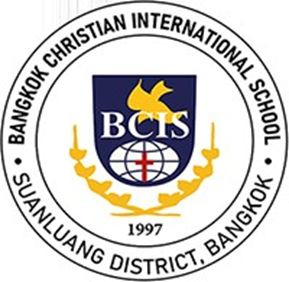 • BANGKOK CHRISTIAN INTERNATIONAL SCHOOL •
BCIS
1997
SUANLUANG DISTRICT, BANGKOK